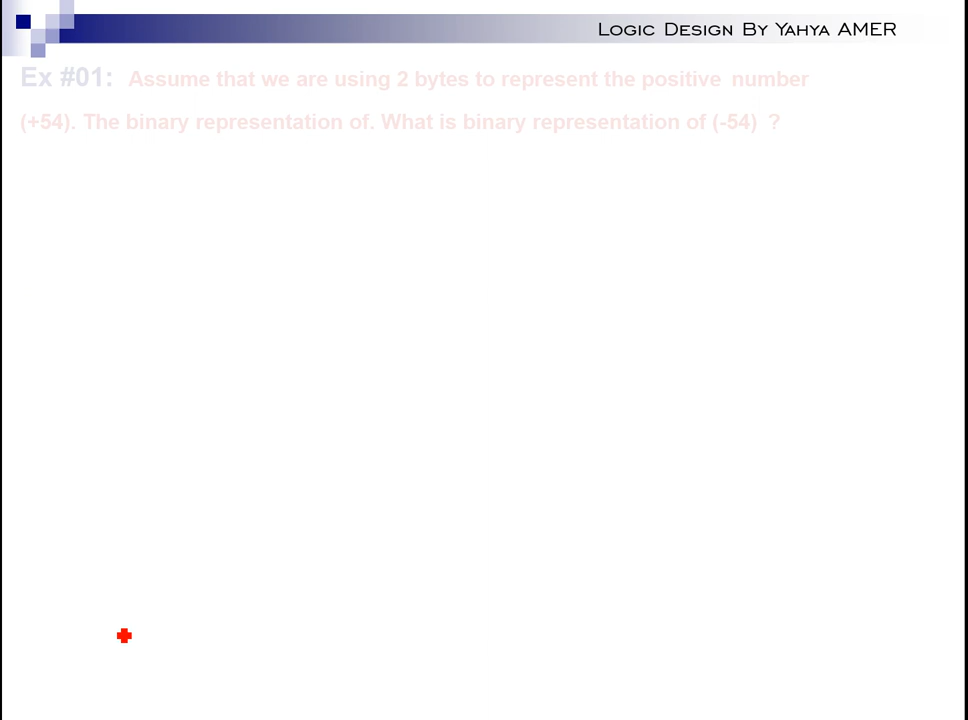 Logic Design By Yahya AMER
Ex #01: Assume that we are using 2 bytes to represent the positive number
(+54). The binary representation of. What is binary representation of (-54) ?